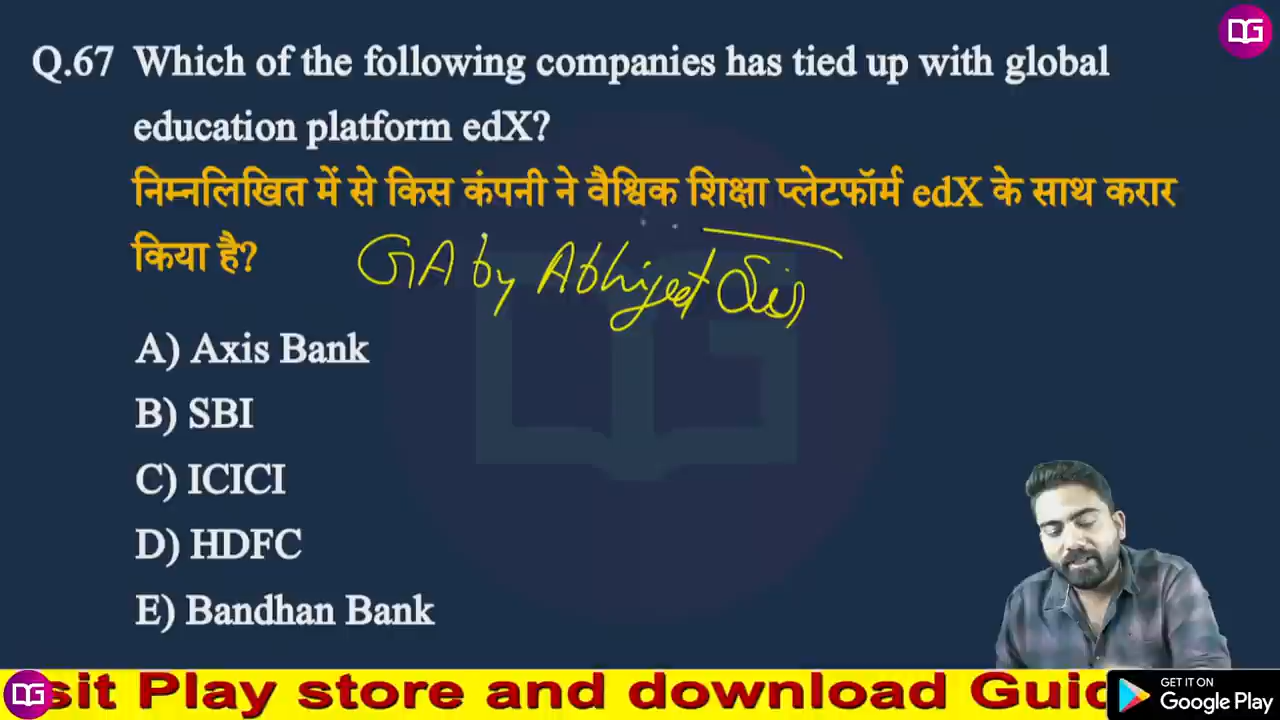 Q.67 Which of the following companies has tied up with global
education platform edX?
निम्नलिखित में से किस कंपनी ने वैश्विक शिक्षा प्लेटफॉर्म edX के साथ करार
किया है?
GA by Abhijeet Sir
A) Axis Bank
B) SBI
C) ICICI
D) HDFC
E) Bandhan Bank
sit Play store and download Guid
GET IT ON
Google Play